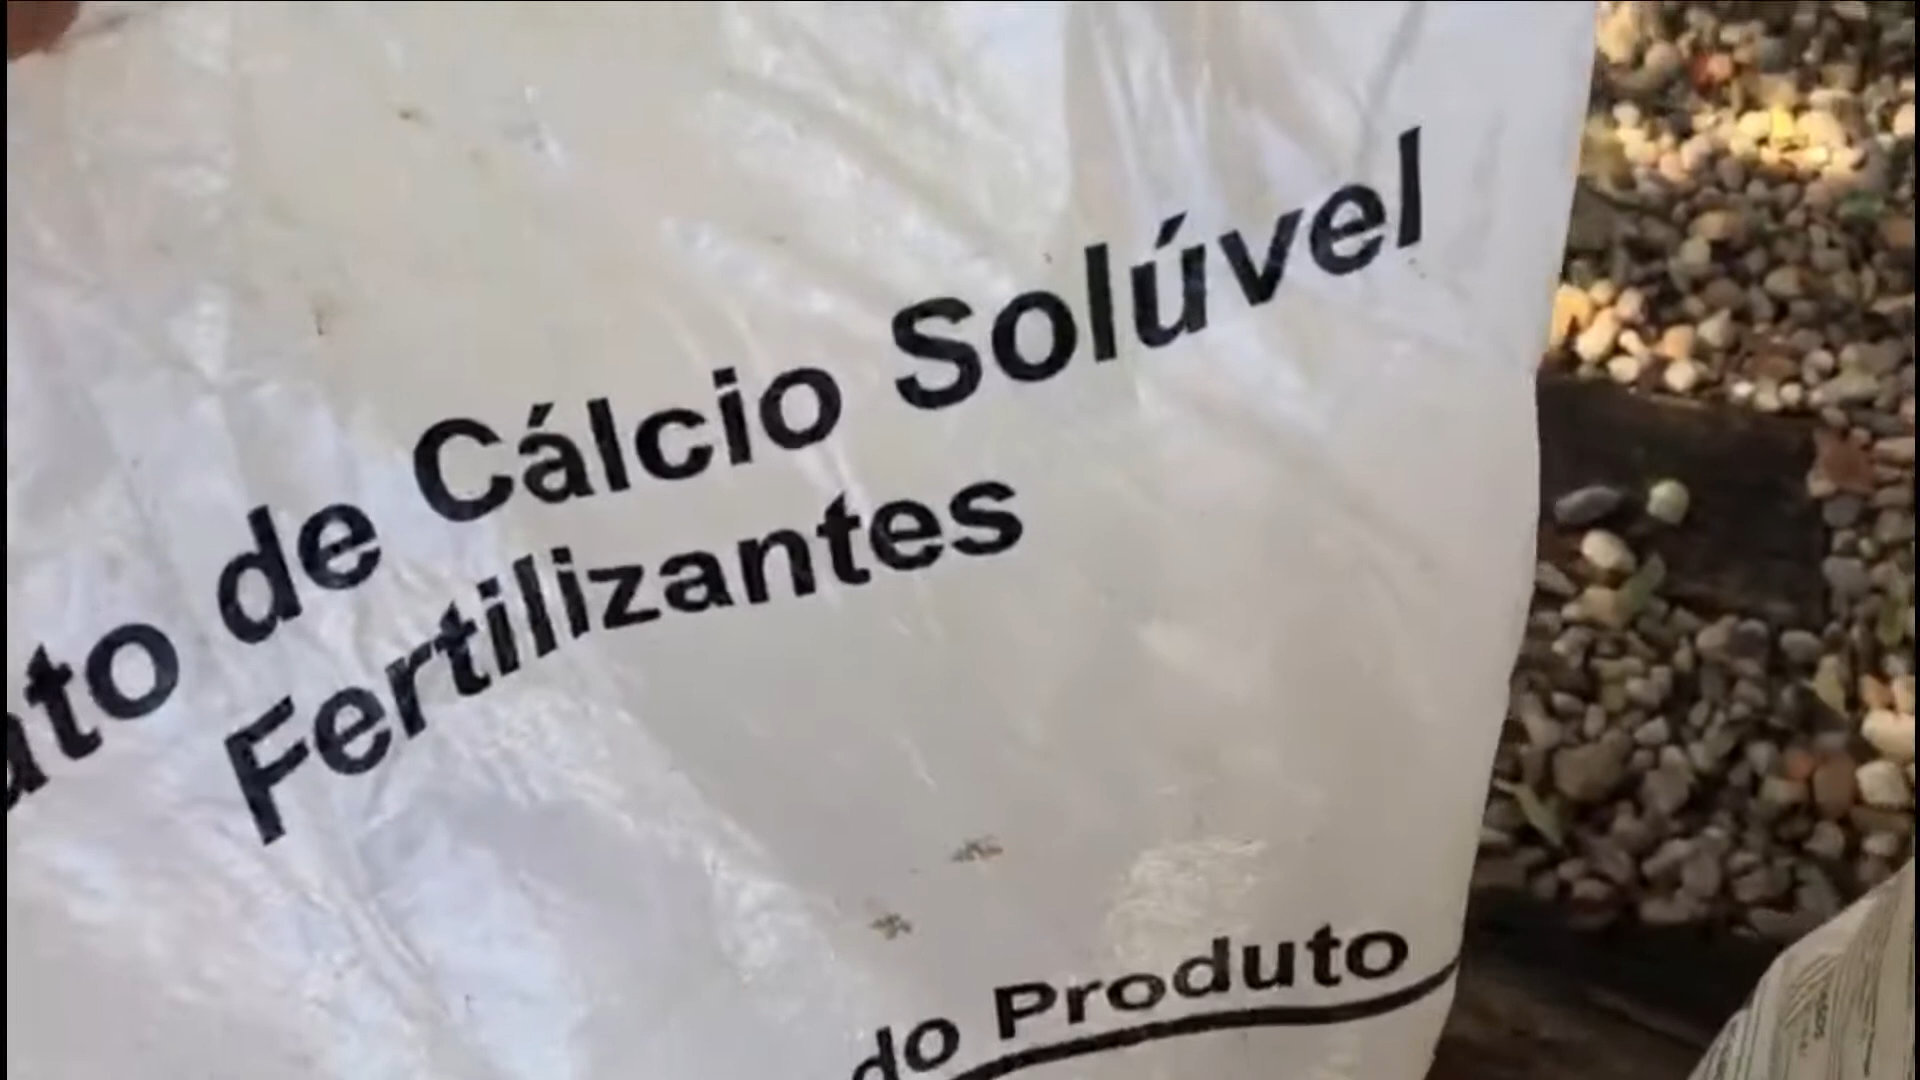 ato de Cálcio Solúvel
Fertilizantes
do Produto